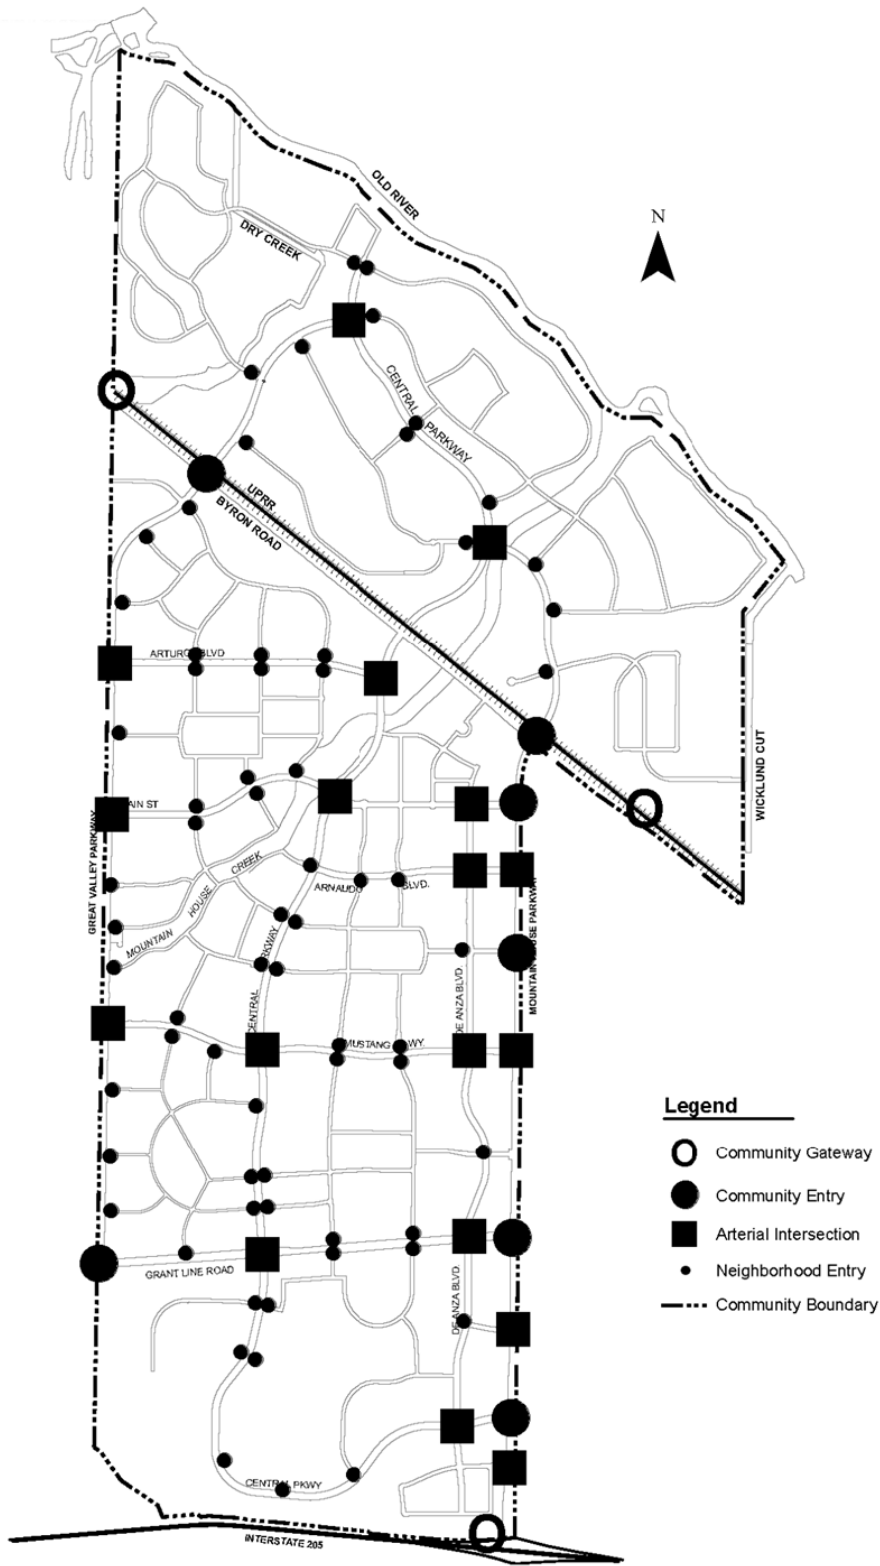 OLD RIVER
N
DRY CREEK
CENTRAL
PARKWAY
UPRR
BYRON ROAD
ARTURO BLVD
WICKLUND CUT
AIN ST
GREAT VALLEY PARKWAY
CREEK
HOUSE
MOUNTAIN
ARNAUDO
BLVD.
RKWAY
CENTRAL
DE ANZA BLVD.
MOUNTAIN HOUSE PARKWAY
MUSTANG WY.
Legend
Community Gateway
Community Entry
Arterial Intersection
Neighborhood Entry
Community Boundary
GRANT LINE ROAD
DE ANZA BLVD.
CENTRAL PKWY
INTERSTATE 205